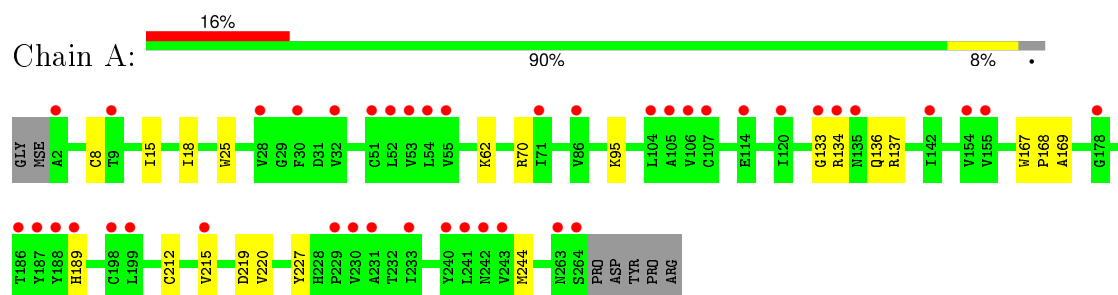 16%
Chain A:
90% 8% •
GLY MSE A2 C8 T9 I15 I18 W25 V28 G29 F30 D31 V32 C51 L52 V53 L54 V55 K62 R70 I71 V86 K95 L104 A105 V106 C107 E114 I120 G133 R134 N135 Q136 R137 I142 V154 V155 W167 P168 A169 G178
T186 Y187 Y188 H189 C198 L199 C212 V215 D219 V220 Y227 H228 P229 V230 A231 T232 I233 Y240 L241 N242 V243 M244 N263 S264 PRO ASP TYR PRO ARG